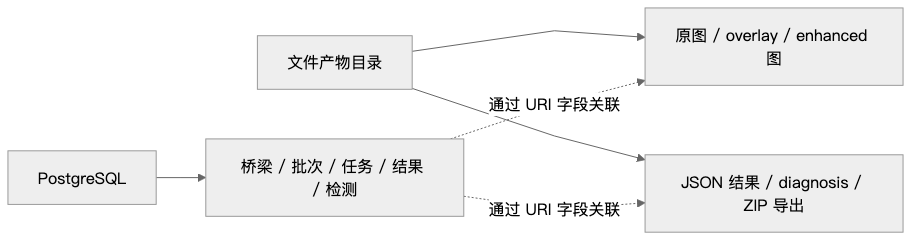 原图 / overlay / enhanced
图
文件产物目录
通过 URI 字段关联
PostgreSQL
桥梁 / 批次 / 任务 / 结果
/ 检测
JSON 结果 / diagnosis /
ZIP 导出
通过 URI 字段关联